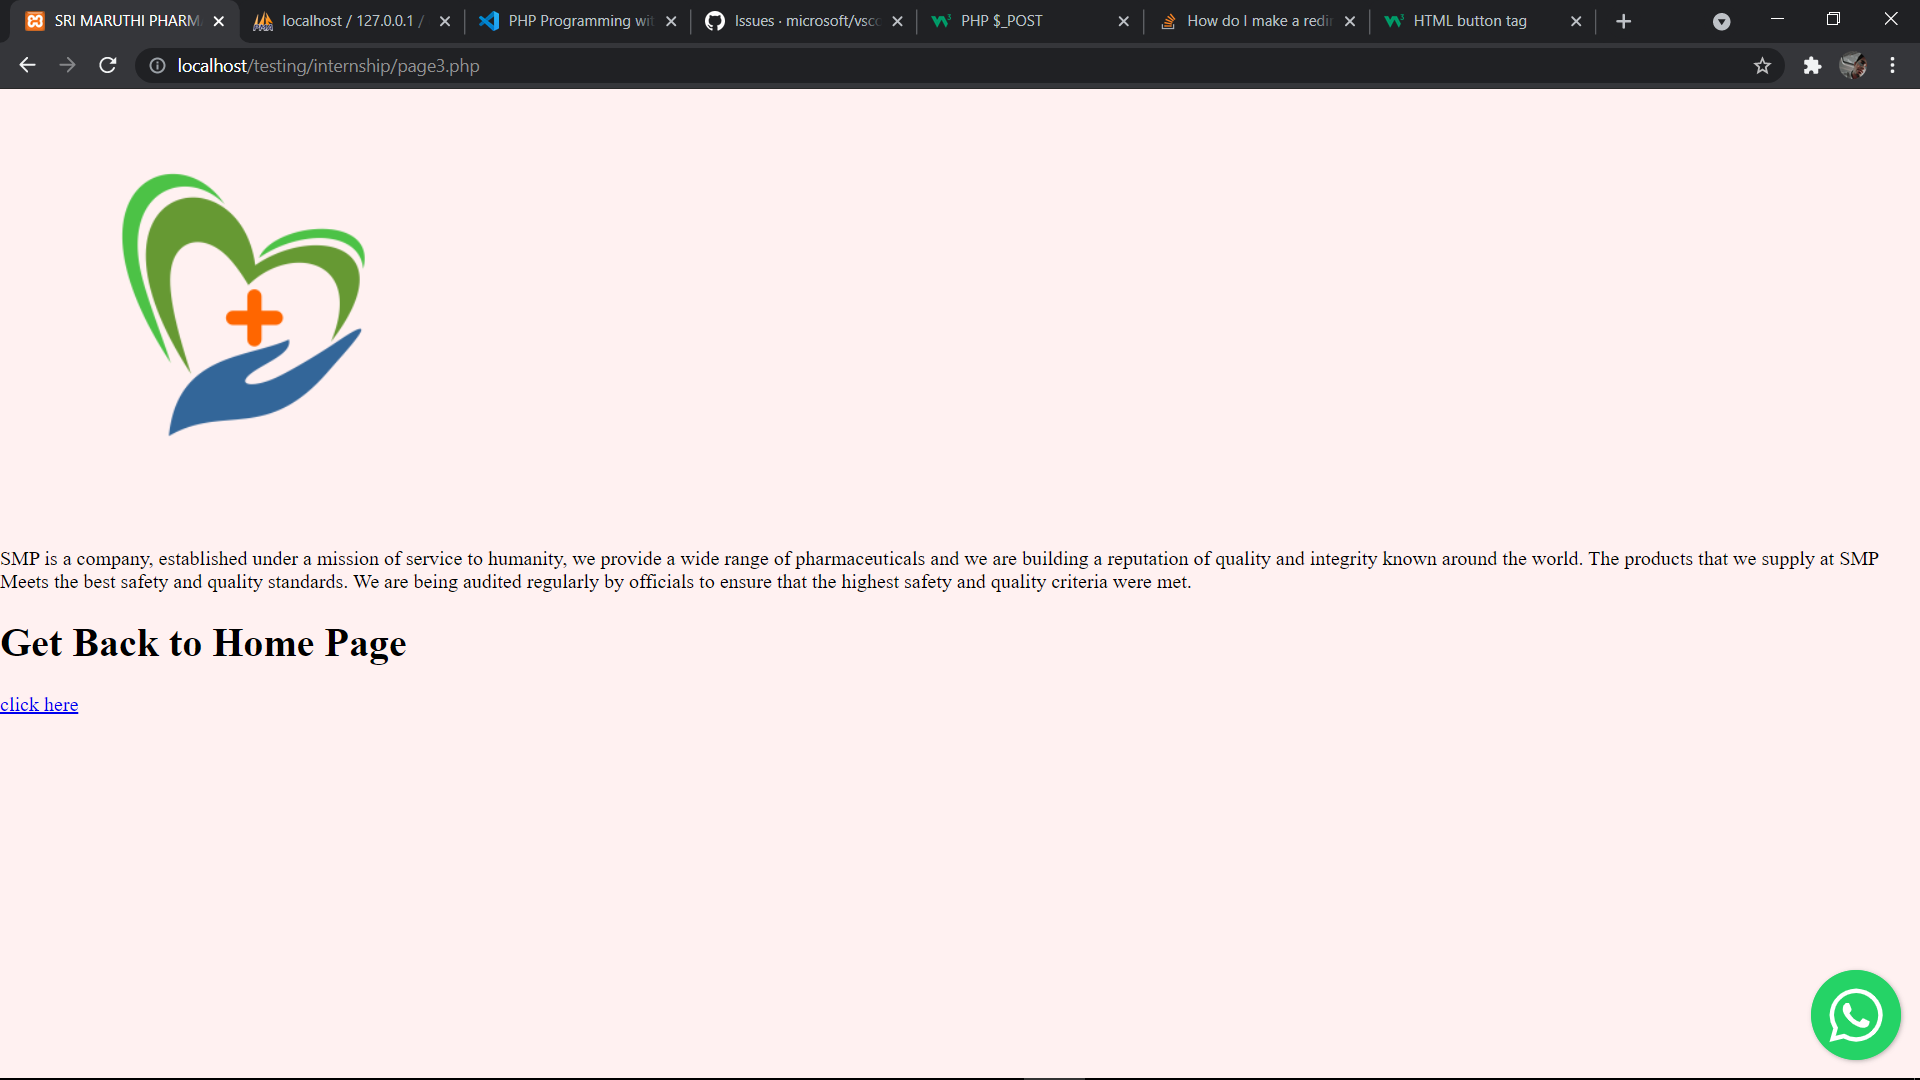 SRI MARUTHI PHARM
localhost / 127.0.0.1 /
PHP Programming wit
Issues · microsoft/vsco
PHP $_POST
How do I make a redir
HTML button tag
localhost/testing/internship/page3.php
SMP is a company, established under a mission of service to humanity, we provide a wide range of pharmaceuticals and we are building a reputation of quality and integrity known around the world. The products that we supply at SMP
Meets the best safety and quality standards. We are being audited regularly by officials to ensure that the highest safety and quality criteria were met.
Get Back to Home Page
click here